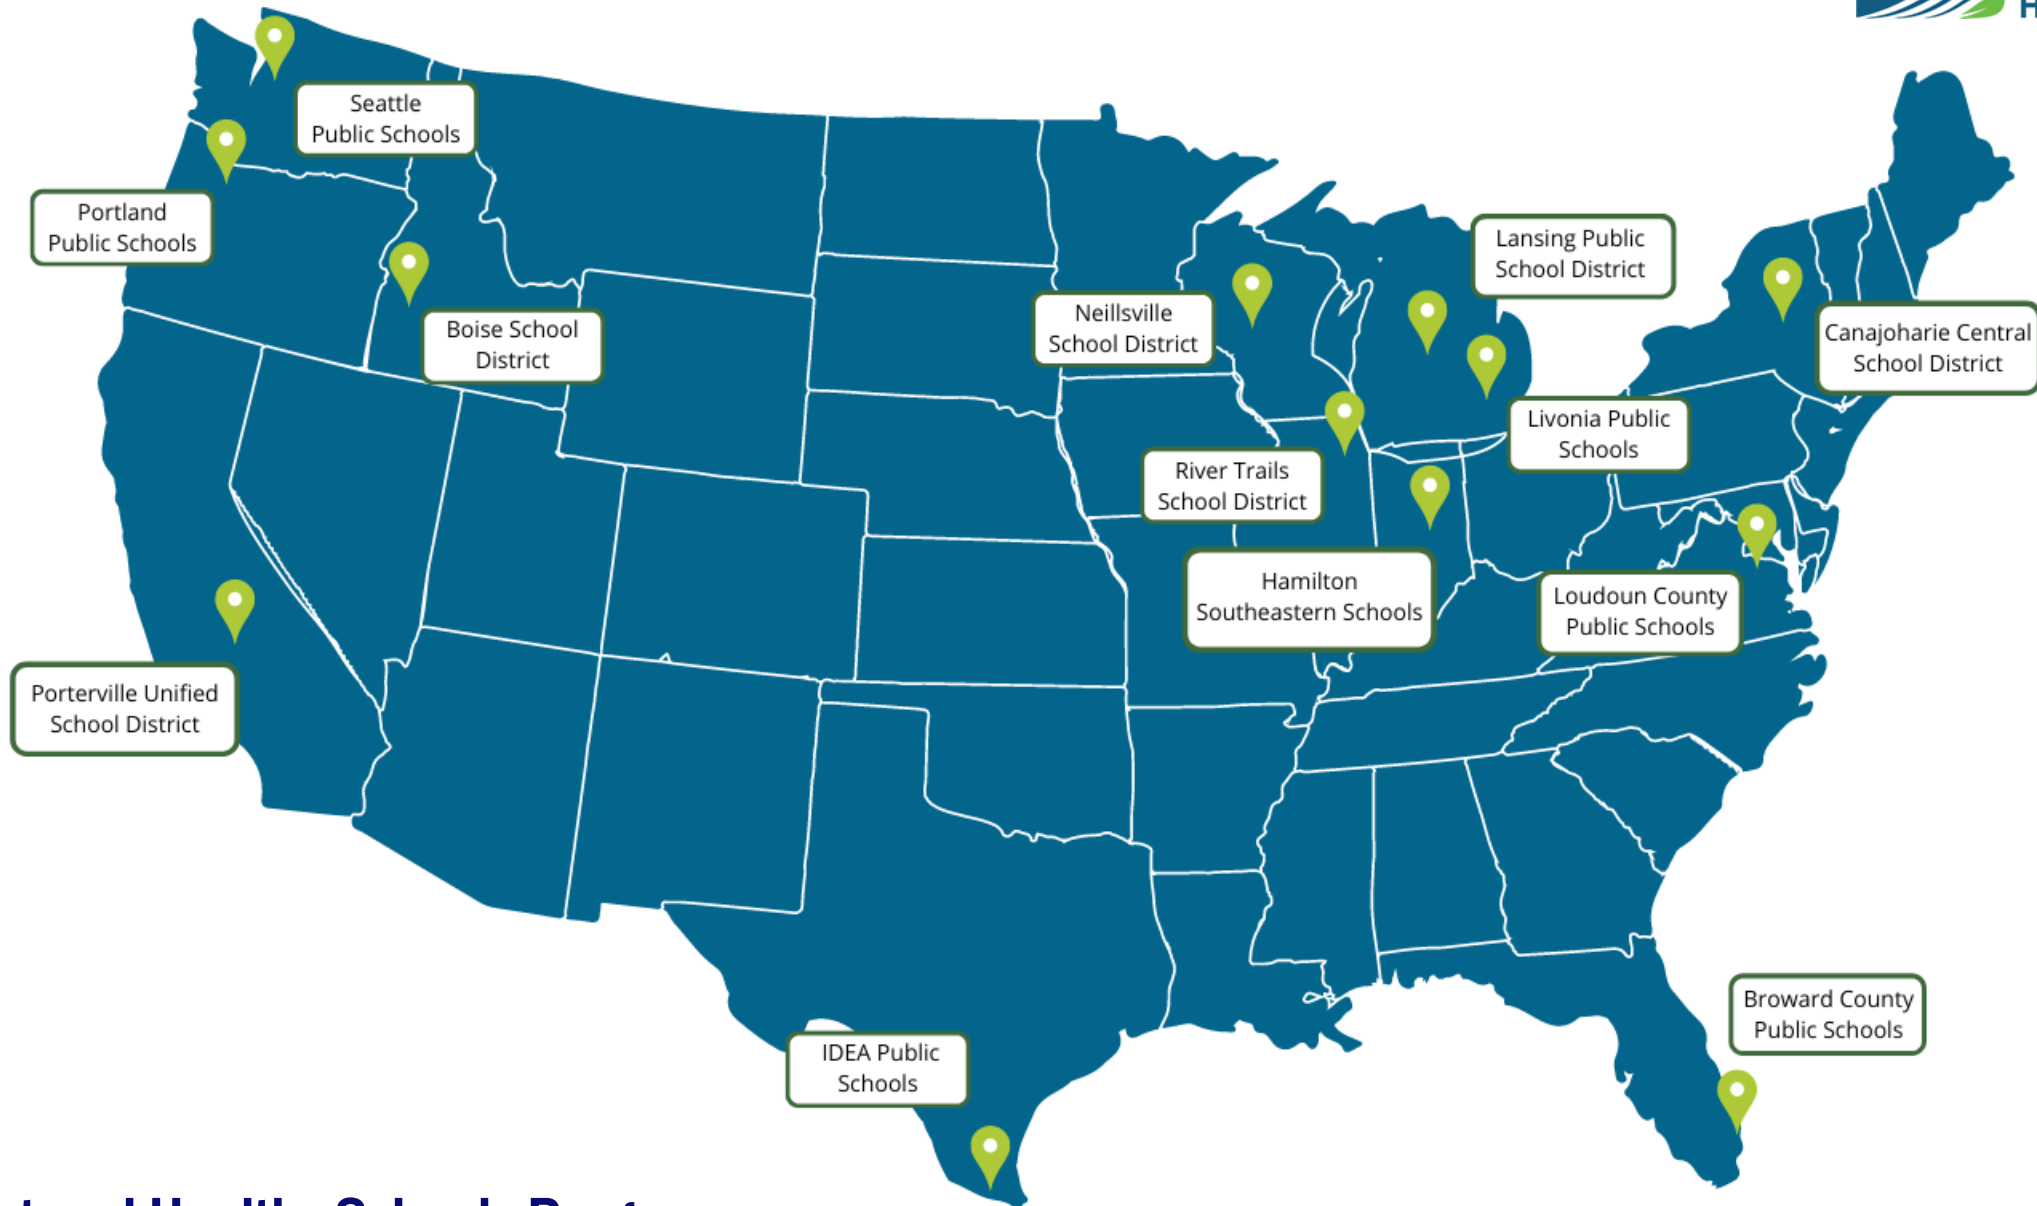 Seattle
Public Schools
Portland
Public Schools
Boise School
District
Porterville Unified
School District
IDEA Public
Schools
Neillsville
School District
River Trails
School District
Hamilton
Southeastern Schools
Lansing Public
School District
Livonia Public
Schools
Canajoharie Central
School District
Loudoun County
Public Schools
Broward County
Public Schools